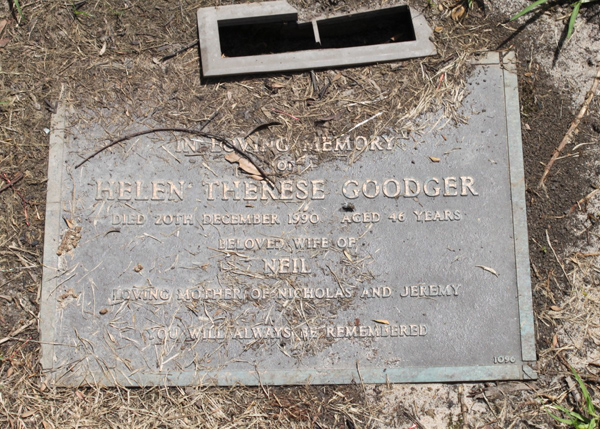 IN LOVING MEMORY
OF
HELEN THERESE GOODGER
DIED 20TH DECEMBER 1990 AGED 46 YEARS
BELOVED WIFE OF
NEIL
LOVING MOTHER OF NICHOLAS AND JEREMY
YOU WILL ALWAYS BE REMEMBERED
1096